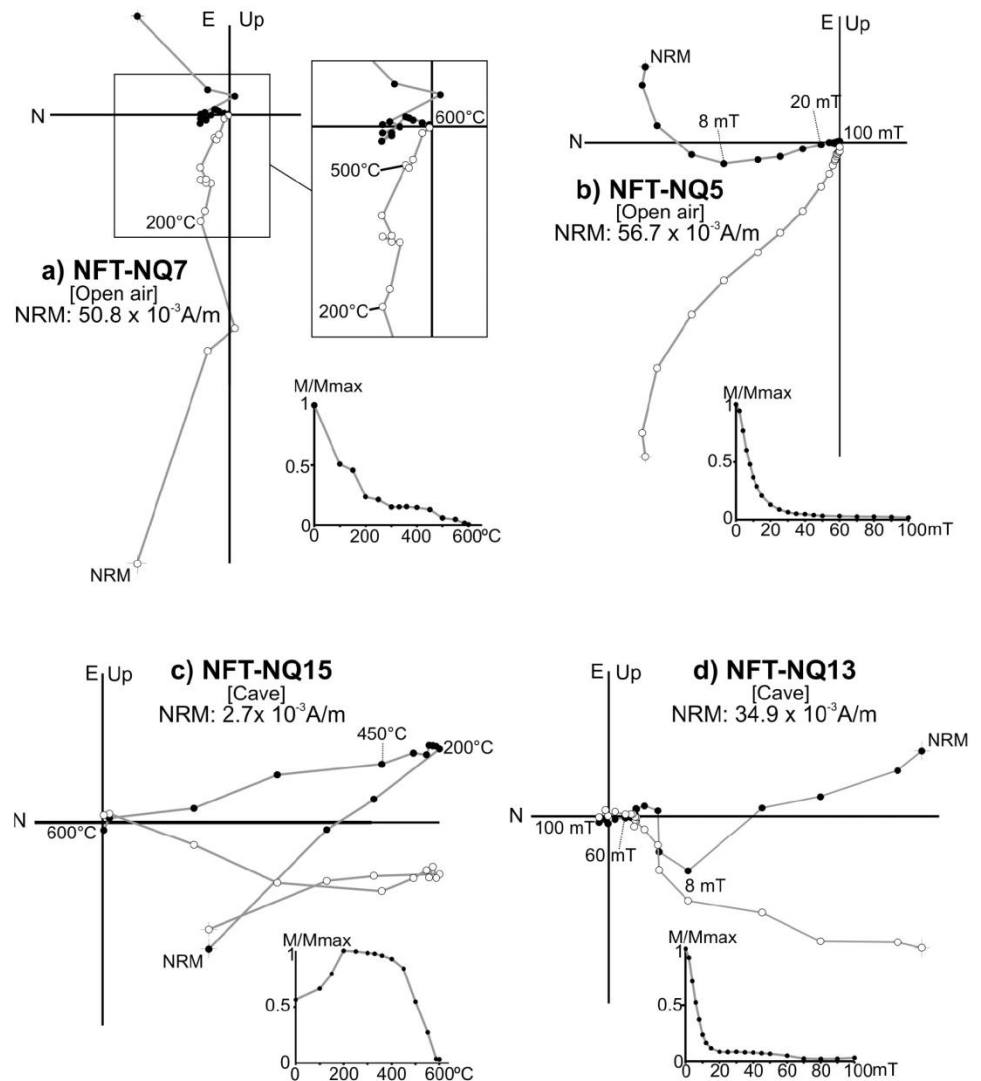 E Up
N
600°C
500°C
200°C
200°C
a) NFT-NQ7
[Open air]
NRM: 50.8 x 10⁻³A/m
NRM
M/Mmax
1
0.5
0
0 200 400 600°C
E Up
NRM
8 mT
20 mT
N
100 mT
b) NFT-NQ5
[Open air]
NRM: 56.7 x 10⁻³A/m
M/Mmax
1
0.5
0
0 20 40 60 80 100mT
E Up
c) NFT-NQ15
[Cave]
NRM: 2.7x 10⁻³A/m
450°C
200°C
N
600°C
NRM
M/Mmax
1
0.5
0
0 200 400 600°C
E Up
d) NFT-NQ13
[Cave]
NRM: 34.9 x 10⁻³A/m
NRM
N
100 mT
60 mT
8 mT
M/Mmax
1
0.5
0
0 20 40 60 80 100mT